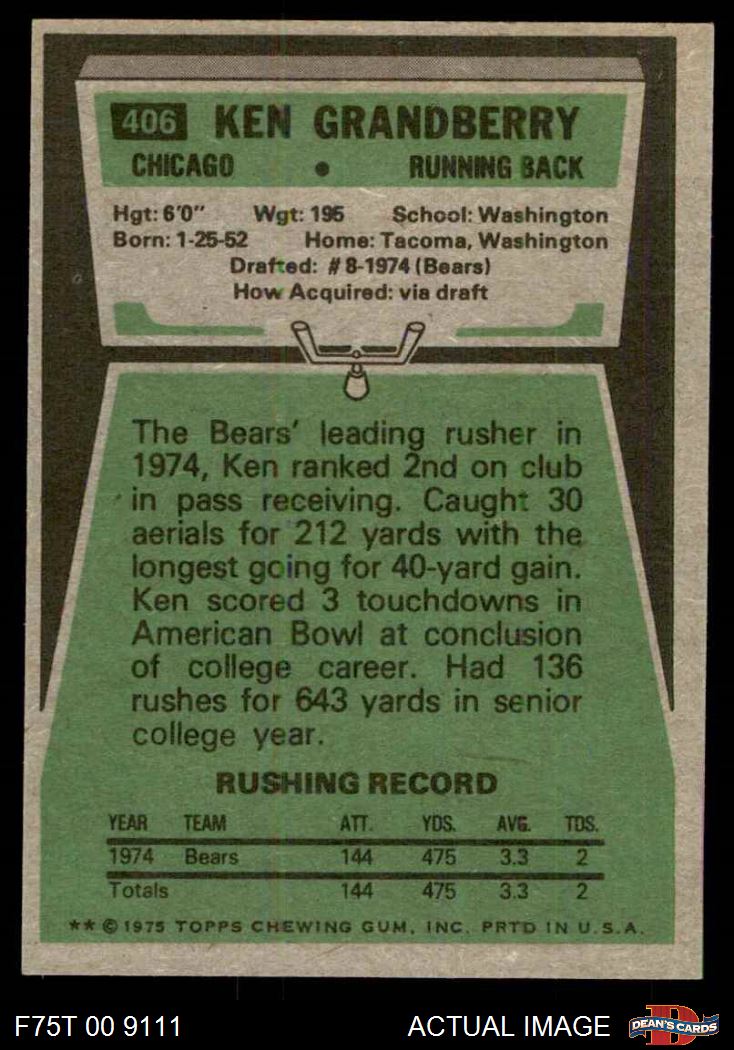 406 KEN GRANDBERRY
CHICAGO • RUNNING BACK
Hgt: 6'0" Wgt: 195 School: Washington
Born: 1-25-52 Home: Tacoma, Washington
Drafted: #8-1974 (Bears)
How Acquired: via draft
The Bears' leading rusher in
1974, Ken ranked 2nd on club
in pass receiving. Caught 30
aerials for 212 yards with the
longest going for 40-yard gain.
Ken scored 3 touchdowns in
American Bowl at conclusion
of college career. Had 136
rushes for 643 yards in senior
college year.
RUSHING RECORD
YEAR TEAM ATT. YDS. AVG. TDS.
1974 Bears 144 475 3.3 2
Totals 144 475 3.3 2
** © 1975 TOPPS CHEWING GUM, INC. PRTD IN U.S.A.
F75T 00 9111 ACTUAL IMAGE DEAN'S CARDS